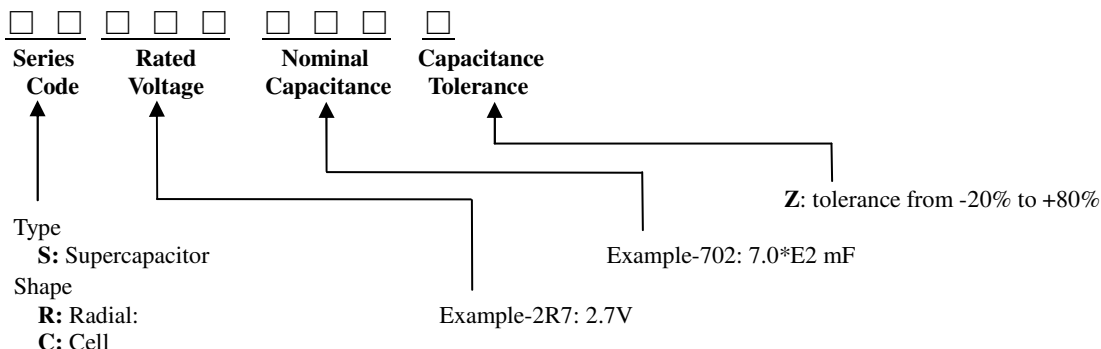 □ □ □ □ □ □ □ □ □
Series Rated Nominal Capacitance
Code Voltage Capacitance Tolerance
Z: tolerance from -20% to +80%
Type
S: Supercapacitor
Example-702: 7.0*E2 mF
Shape
R: Radial:
Example-2R7: 2.7V
C: Cell